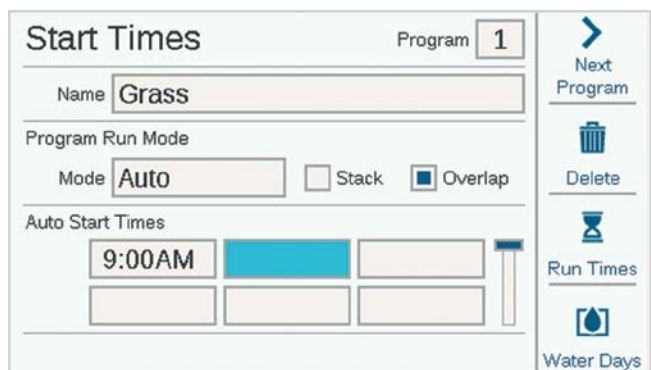 Start Times
Program 1
Name Grass
Program Run Mode
Mode Auto Stack Overlap
Auto Start Times
9:00AM
Next
Program
Delete
Run Times
Water Days